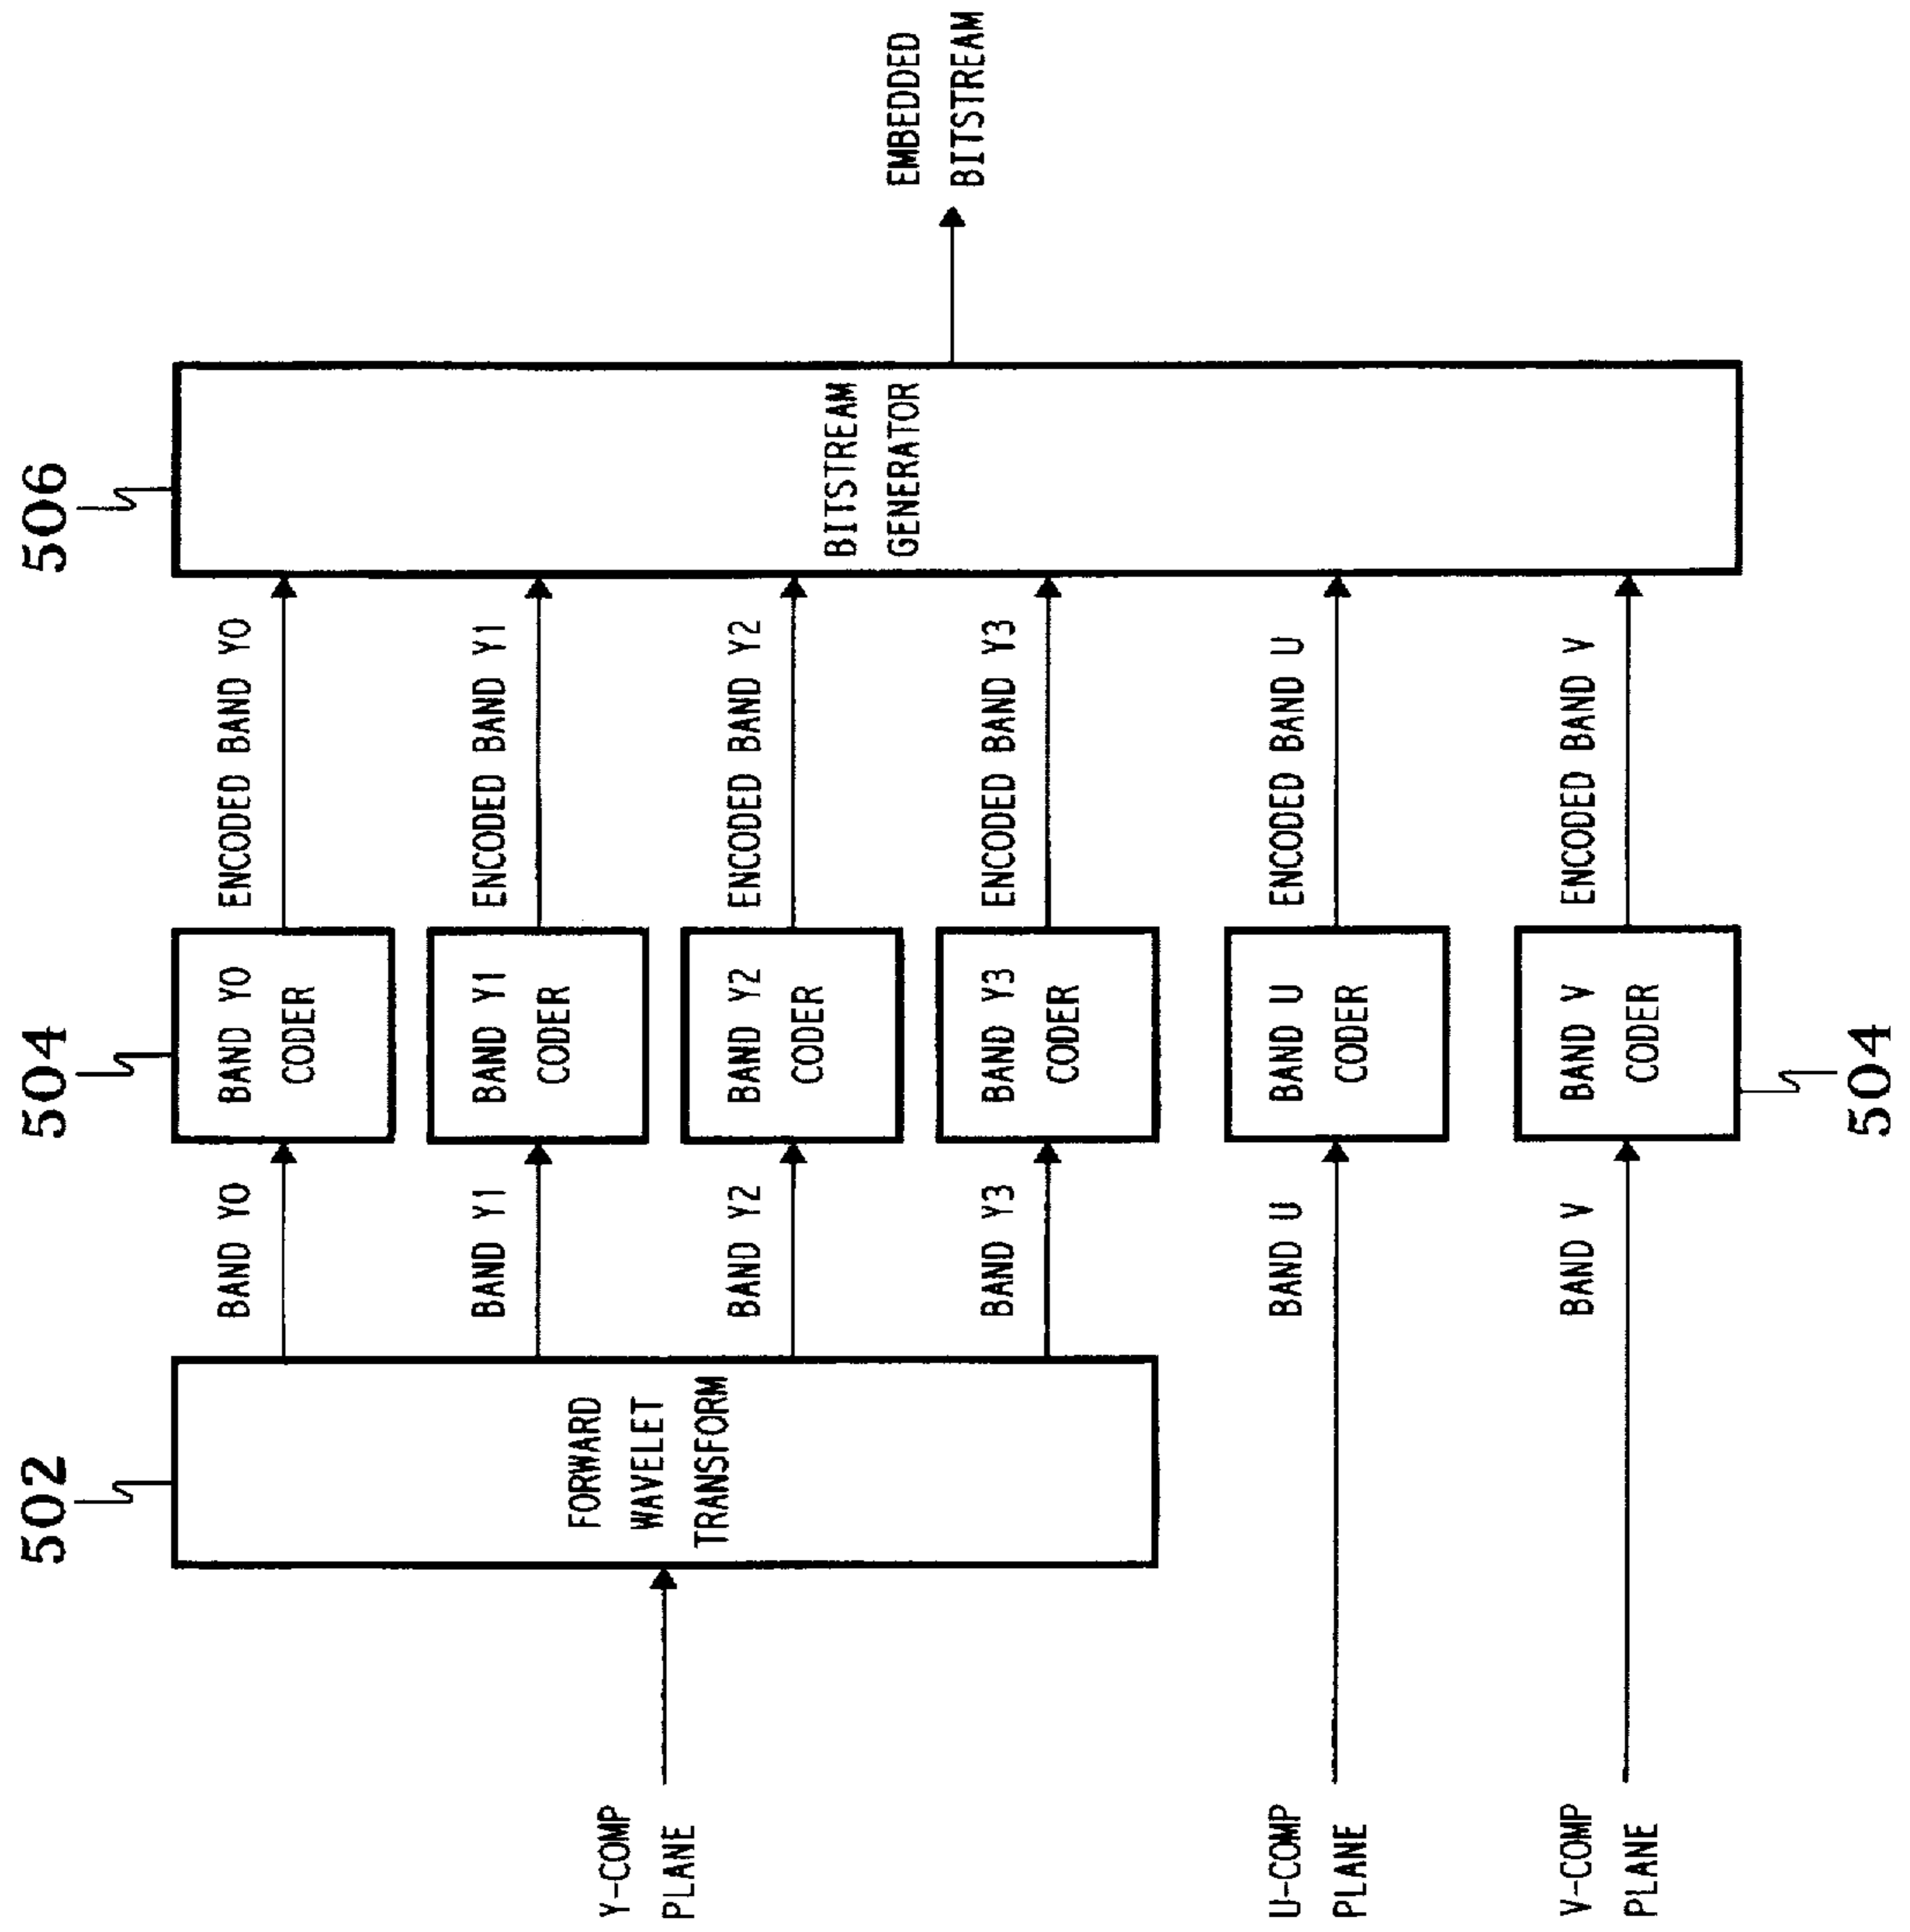 502
504
506
Y-COMP
PLANE
FORWARD
WAVELET
TRANSFORM
BAND Y0
BAND Y0
CODER
ENCODED BAND Y0
BAND Y1
BAND Y1
CODER
ENCODED BAND Y1
BAND Y2
BAND Y2
CODER
ENCODED BAND Y2
BAND Y3
BAND Y3
CODER
ENCODED BAND Y3
BITSTREAM
GENERATOR
EMBEDDED
BITSTREAM
U-COMP
PLANE
BAND U
BAND U
CODER
ENCODED BAND U
V-COMP
PLANE
BAND V
BAND V
CODER
ENCODED BAND V
504